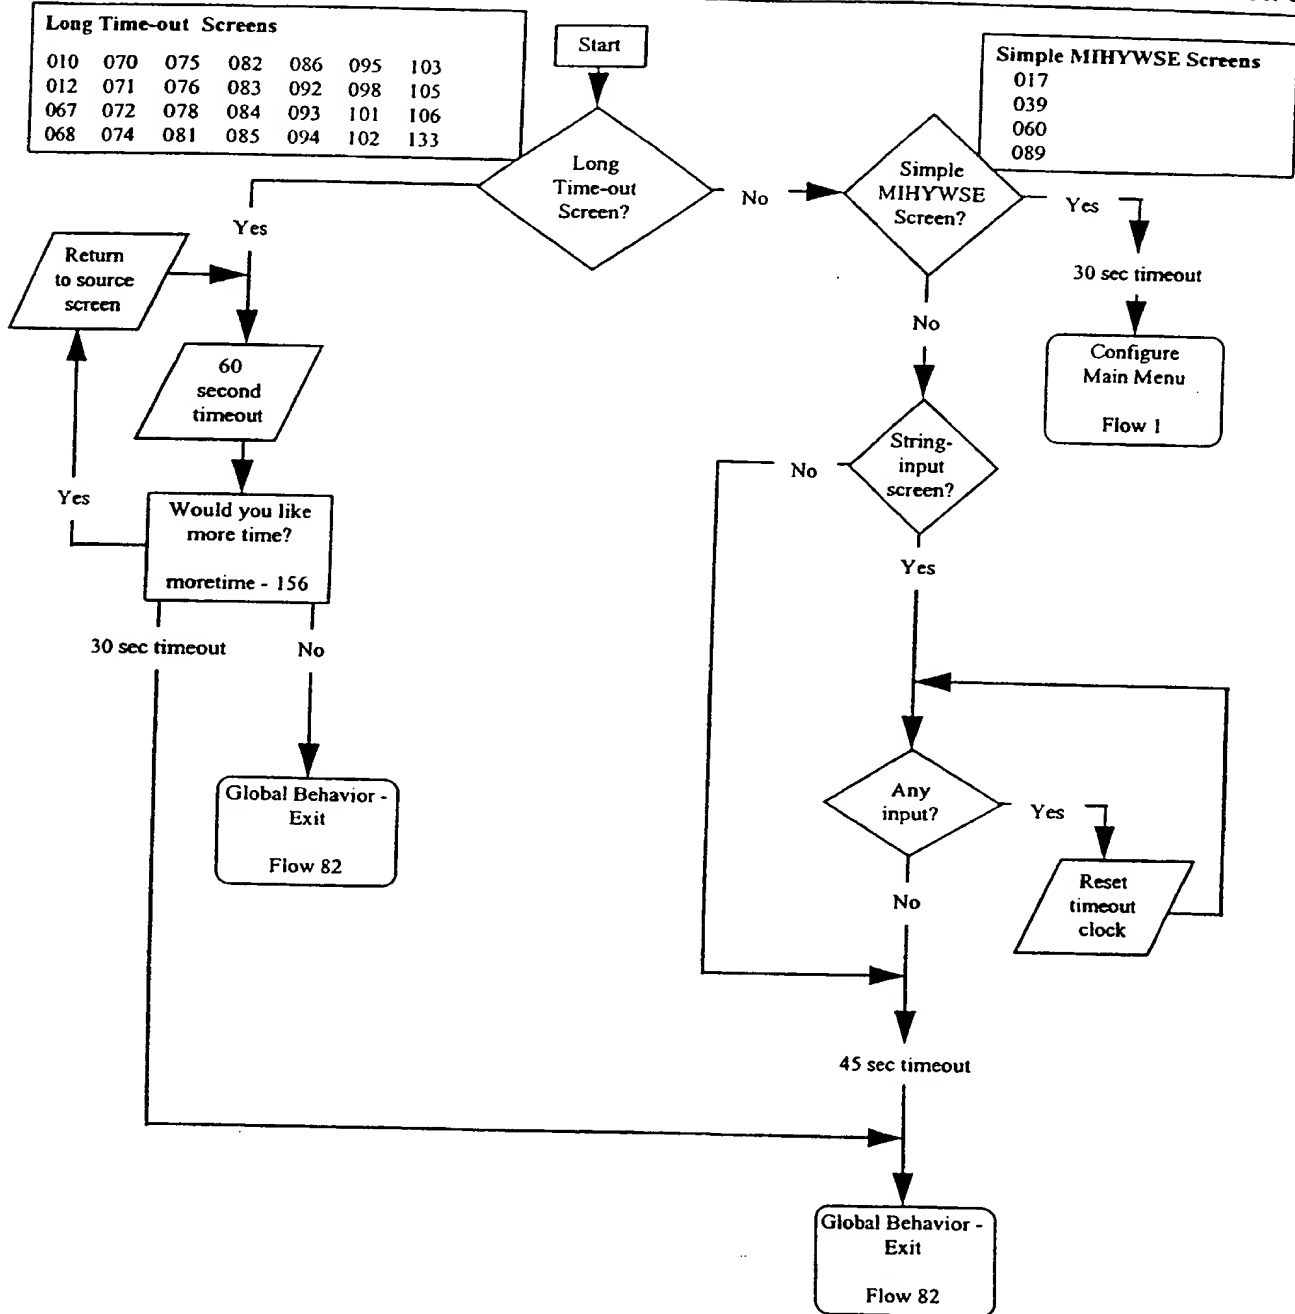 Long Time-out Screens
010 070 075 082 086 095 103
012 071 076 083 092 098 105
067 072 078 084 093 101 106
068 074 081 085 094 102 133
Start
Simple MIHYWSE Screens
017
039
060
089
Long
Time-out
Screen?
No
Simple
MIHYWSE
Screen?
Yes
30 sec timeout
Configure
Main Menu
Flow 1
Yes
Return
to source
screen
60
second
timeout
Yes
Would you like
more time?
moretime - 156
30 sec timeout
No
Global Behavior -
Exit
Flow 82
No
String-
input
screen?
No
Yes
Any
input?
Yes
Reset
timeout
clock
No
45 sec timeout
Global Behavior -
Exit
Flow 82